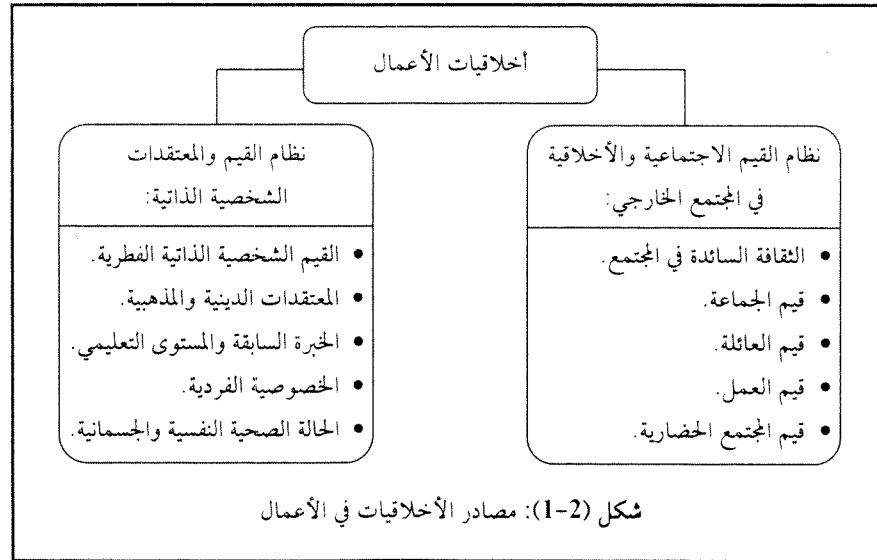 أخلاقيات الأعمال
نظام القيم الاجتماعية والأخلاقية
في المجتمع الخارجي:
• الثقافة السائدة في المجتمع.
• قيم الجماعة.
• قيم العائلة.
• قيم العمل.
• قيم المجتمع الحضارية.
نظام القيم والمعتقدات
الشخصية الذاتية:
• القيم الشخصية الذاتية الفطرية.
• المعتقدات الدينية والمذهبية.
• الخبرة السابقة والمستوى التعليمي.
• الخصوصية الفردية.
• الحالة الصحية النفسية والجسمانية.
شكل (2-1): مصادر الأخلاقيات في الأعمال